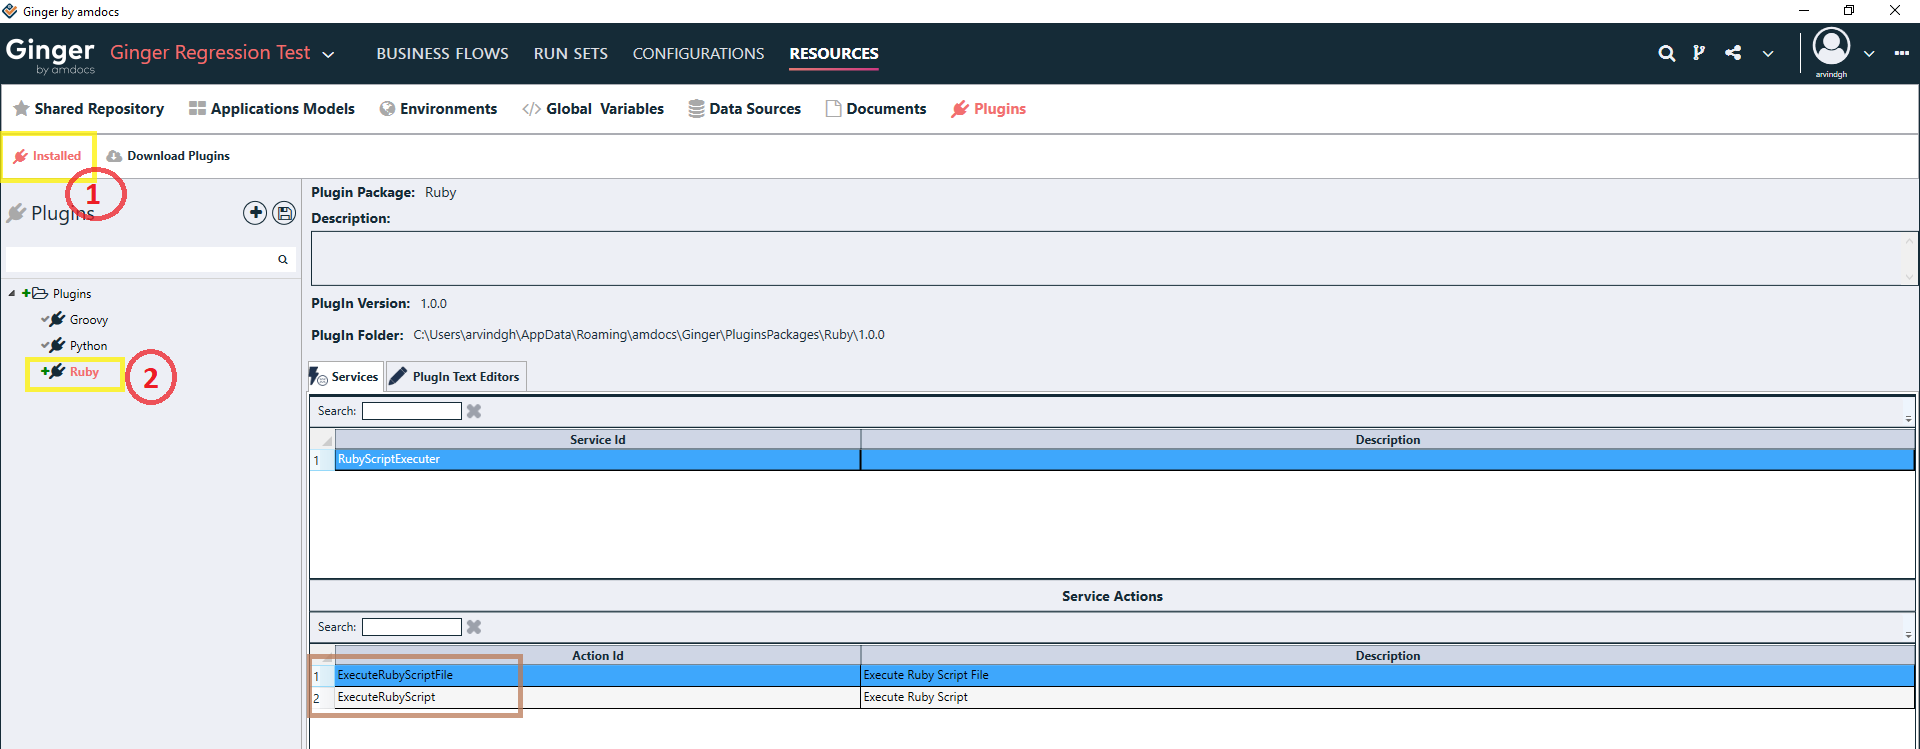 Ginger by amdocs
Ginger by amdocs Ginger Regression Test BUSINESS FLOWS RUN SETS CONFIGURATIONS RESOURCES arvindgh
Shared Repository Applications Models Environments Global Variables Data Sources Documents Plugins
Installed Download Plugins
1
Plugin Package: Ruby
Plugins
Description:
Plugins
PlugIn Version: 1.0.0
Groovy
PlugIn Folder: C:\Users\arvindgh\AppData\Roaming\amdocs\Ginger\PluginsPackages\Ruby\1.0.0
Python
Ruby
2
Services PlugIn Text Editors
Search:
Service Id Description
1 RubyScriptExecuter
Service Actions
Search:
Action Id Description
1 ExecuteRubyScriptFile Execute Ruby Script File
2 ExecuteRubyScript Execute Ruby Script